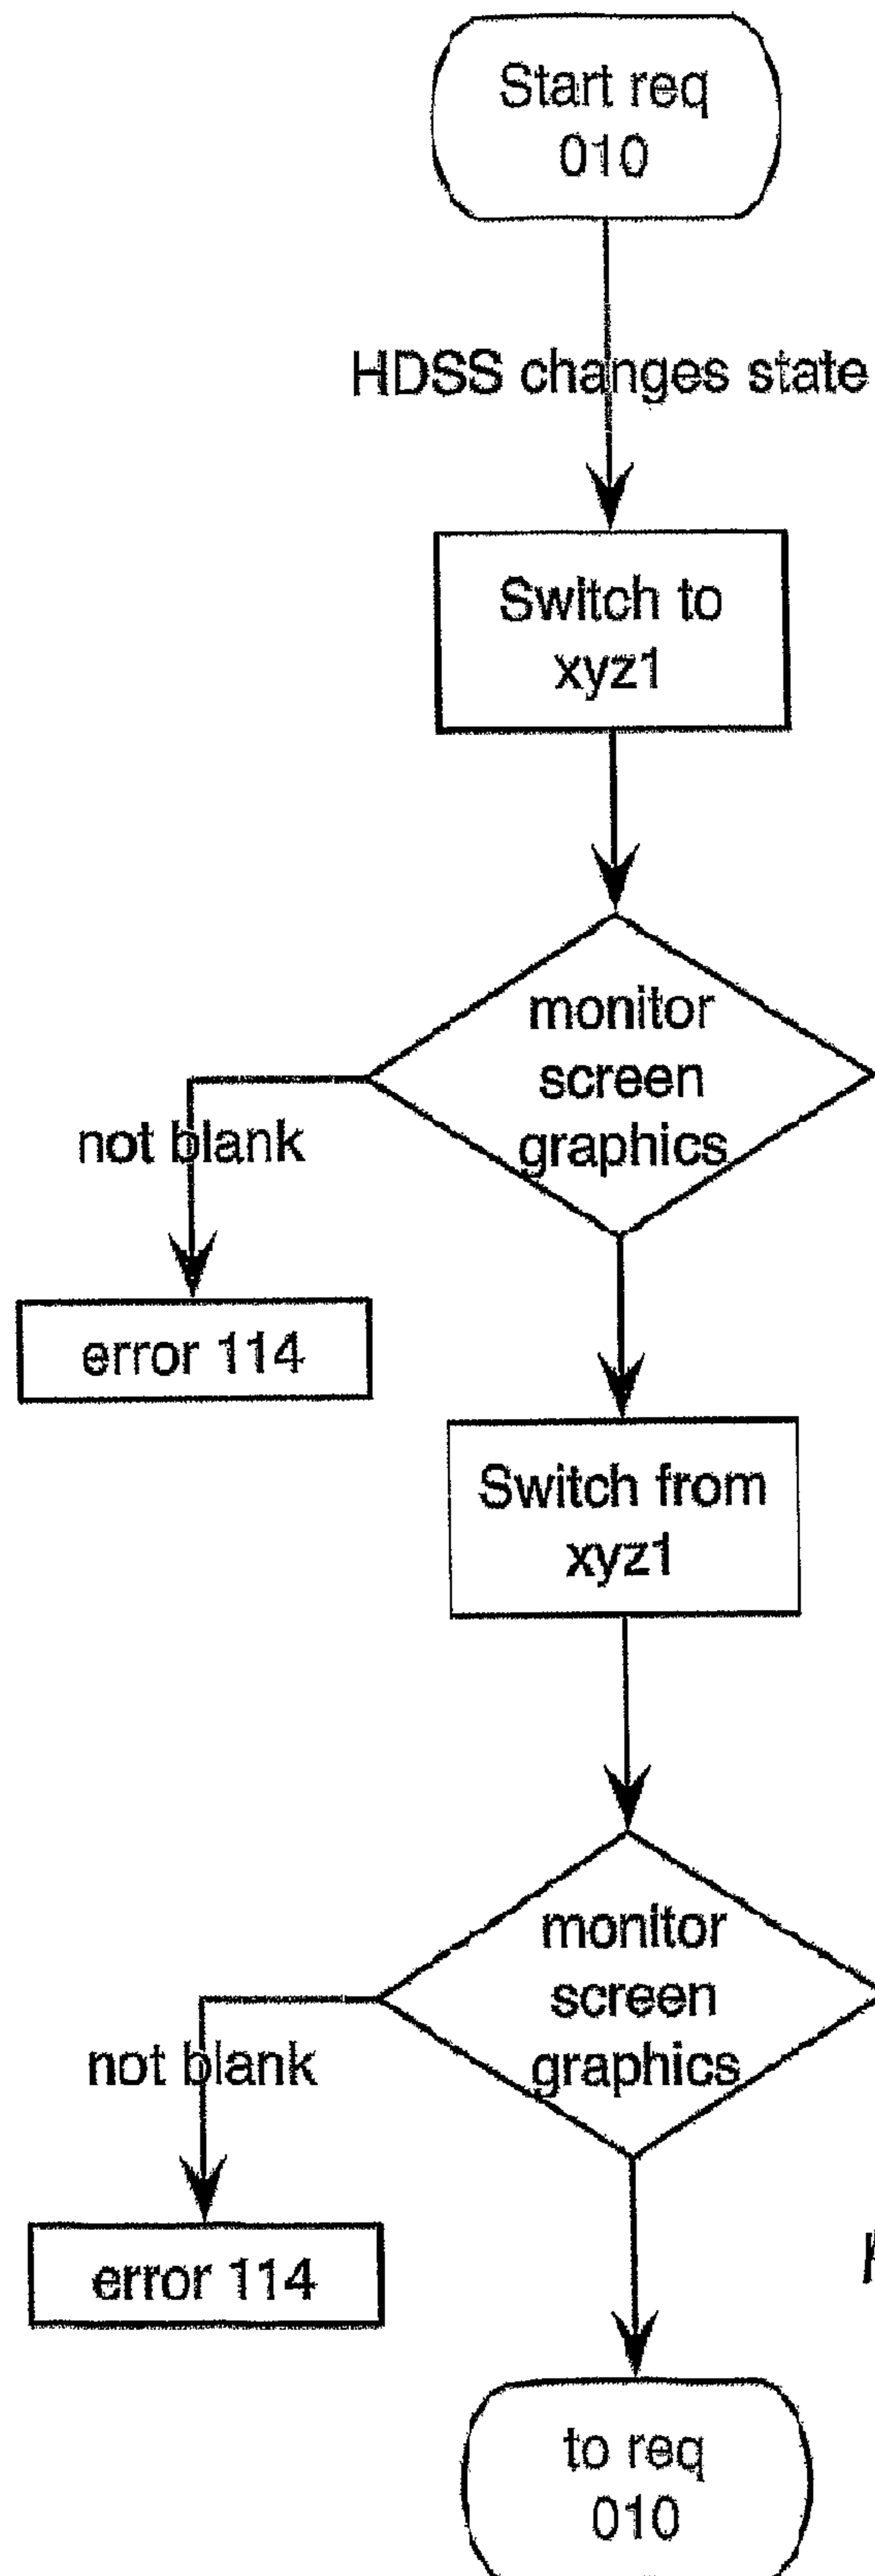 Start req
010
HDSS changes state
Switch to
xyz1
monitor
screen
graphics
not blank
error 114
Switch from
xyz1
monitor
screen
graphics
not blank
error 114
to req
010